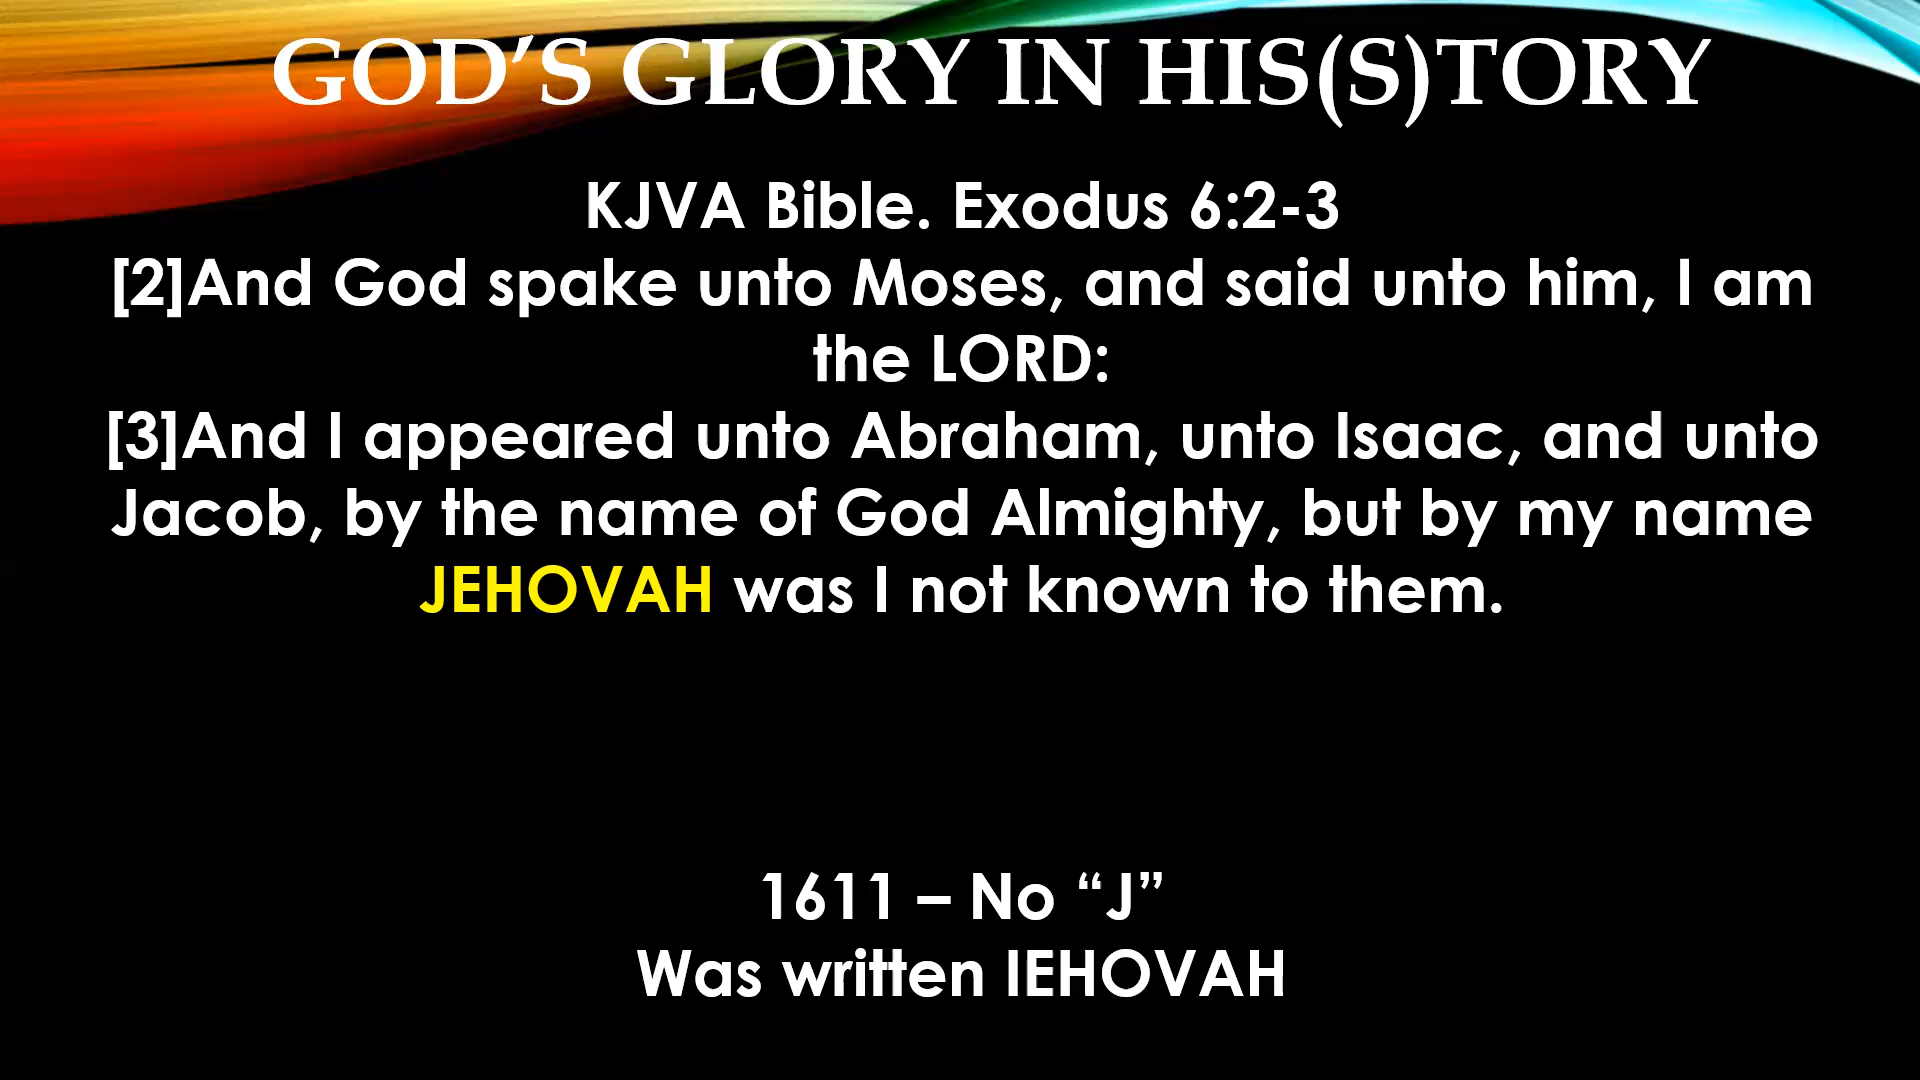 GOD’S GLORY IN HIS(S)TORY
KJVA Bible. Exodus 6:2-3
[2]And God spake unto Moses, and said unto him, I am
the LORD:
[3]And I appeared unto Abraham, unto Isaac, and unto
Jacob, by the name of God Almighty, but by my name
JEHOVAH was I not known to them.
1611 – No “J”
Was written IEHOVAH